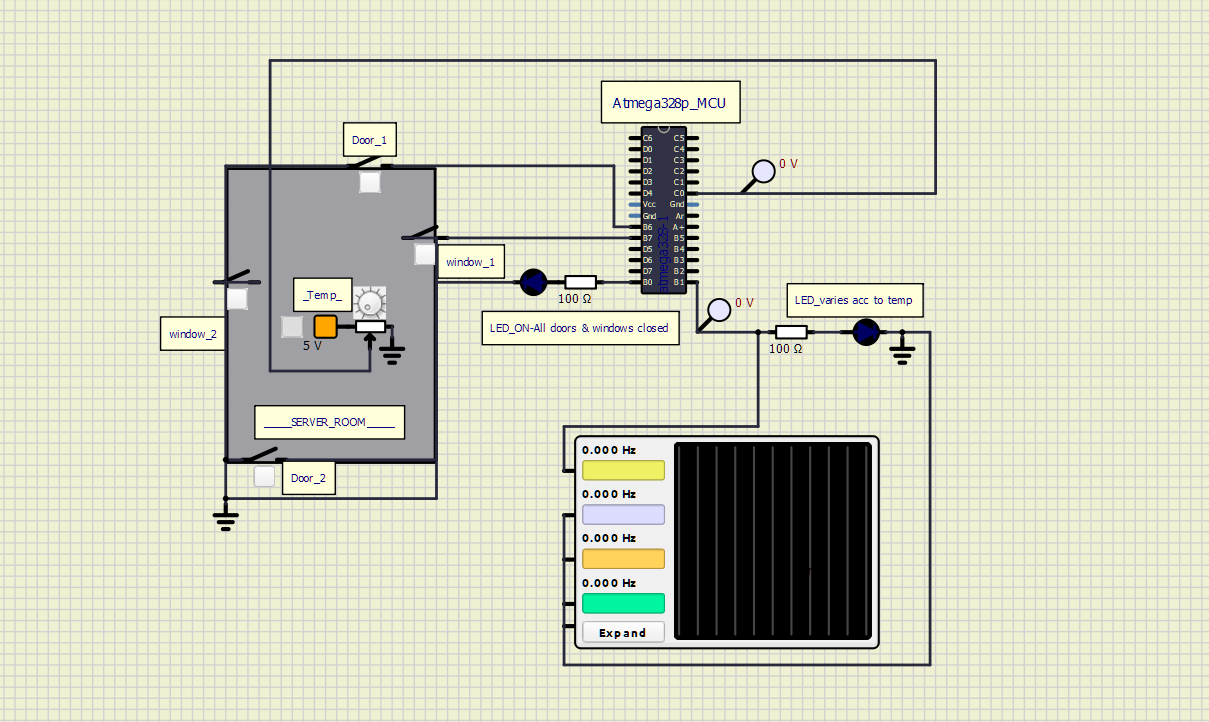 Atmega328p_MCU
Door_1
C6
D0
D1
D2
D3
D4
Vcc
Gnd
B6
B7
D5
D6
D7
B0
C5
C4
C3
C2
C1
C0
Gnd
Ar
A+
B5
B4
B3
B2
B1
atmega328-1
0 V
window_1
_Temp_
5 V
window_2
100 Ω
LED_ON-All doors & windows closed
0 V
LED_varies acc to temp
100 Ω
_____SERVER_ROOM_____
Door_2
0.000 Hz
0.000 Hz
0.000 Hz
0.000 Hz
Expand